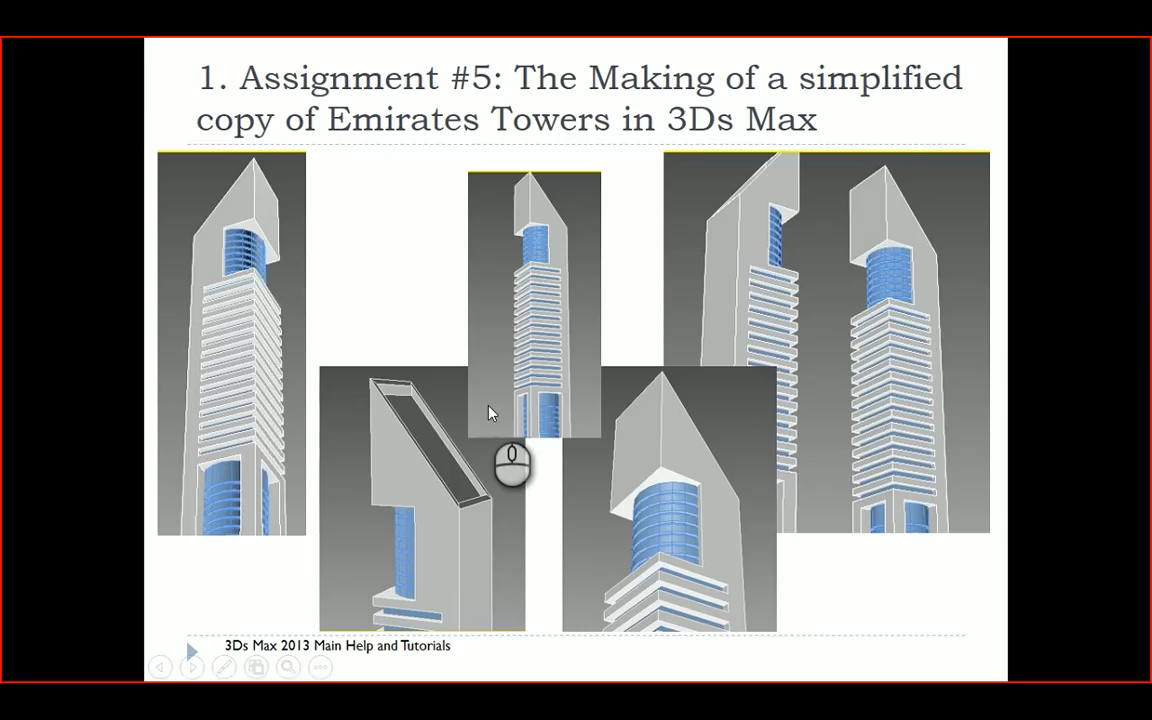 1. Assignment #5: The Making of a simplified
copy of Emirates Towers in 3Ds Max
3Ds Max 2013 Main Help and Tutorials